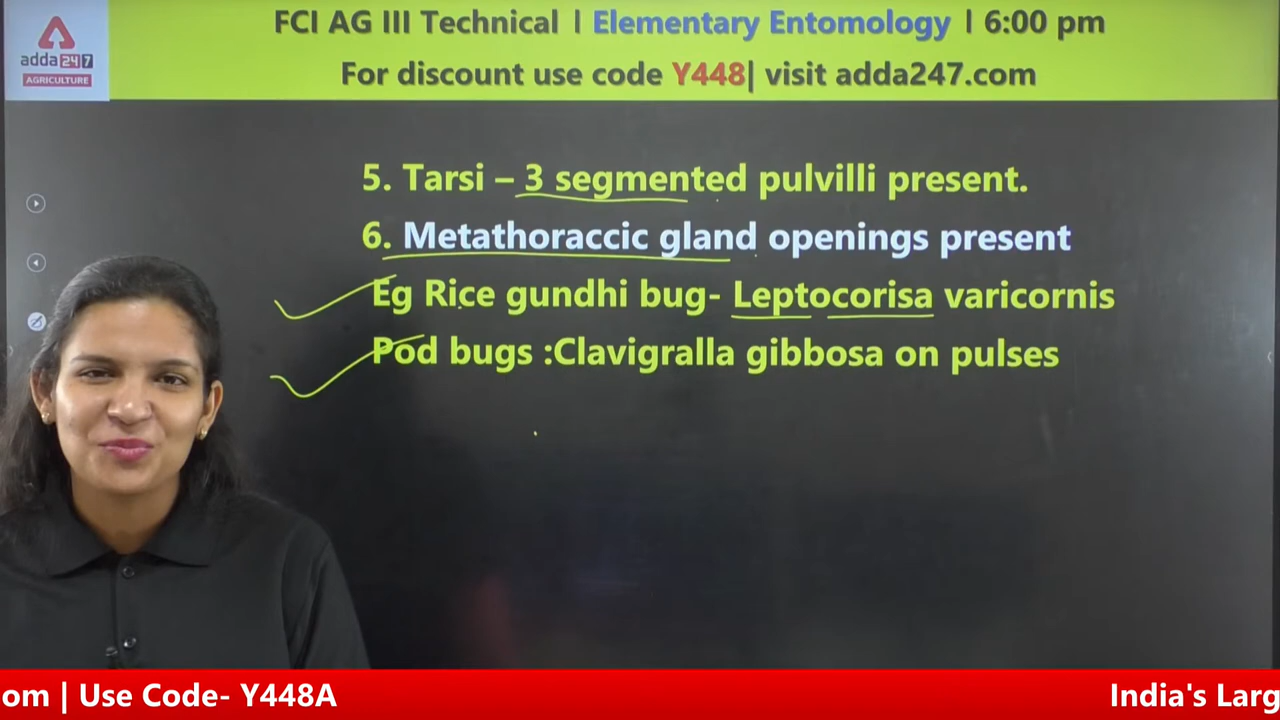 FCI AG III Technical I Elementary Entomology I 6:00 pm
For discount use code Y448| visit adda247.com
adda247
AGRICULTURE
5. Tarsi – 3 segmented pulvilli present.
6. Metathoraccic gland openings present
Eg Rice gundhi bug- Leptocorisa varicornis
Pod bugs :Clavigralla gibbosa on pulses
om | Use Code- Y448A
India's Larg